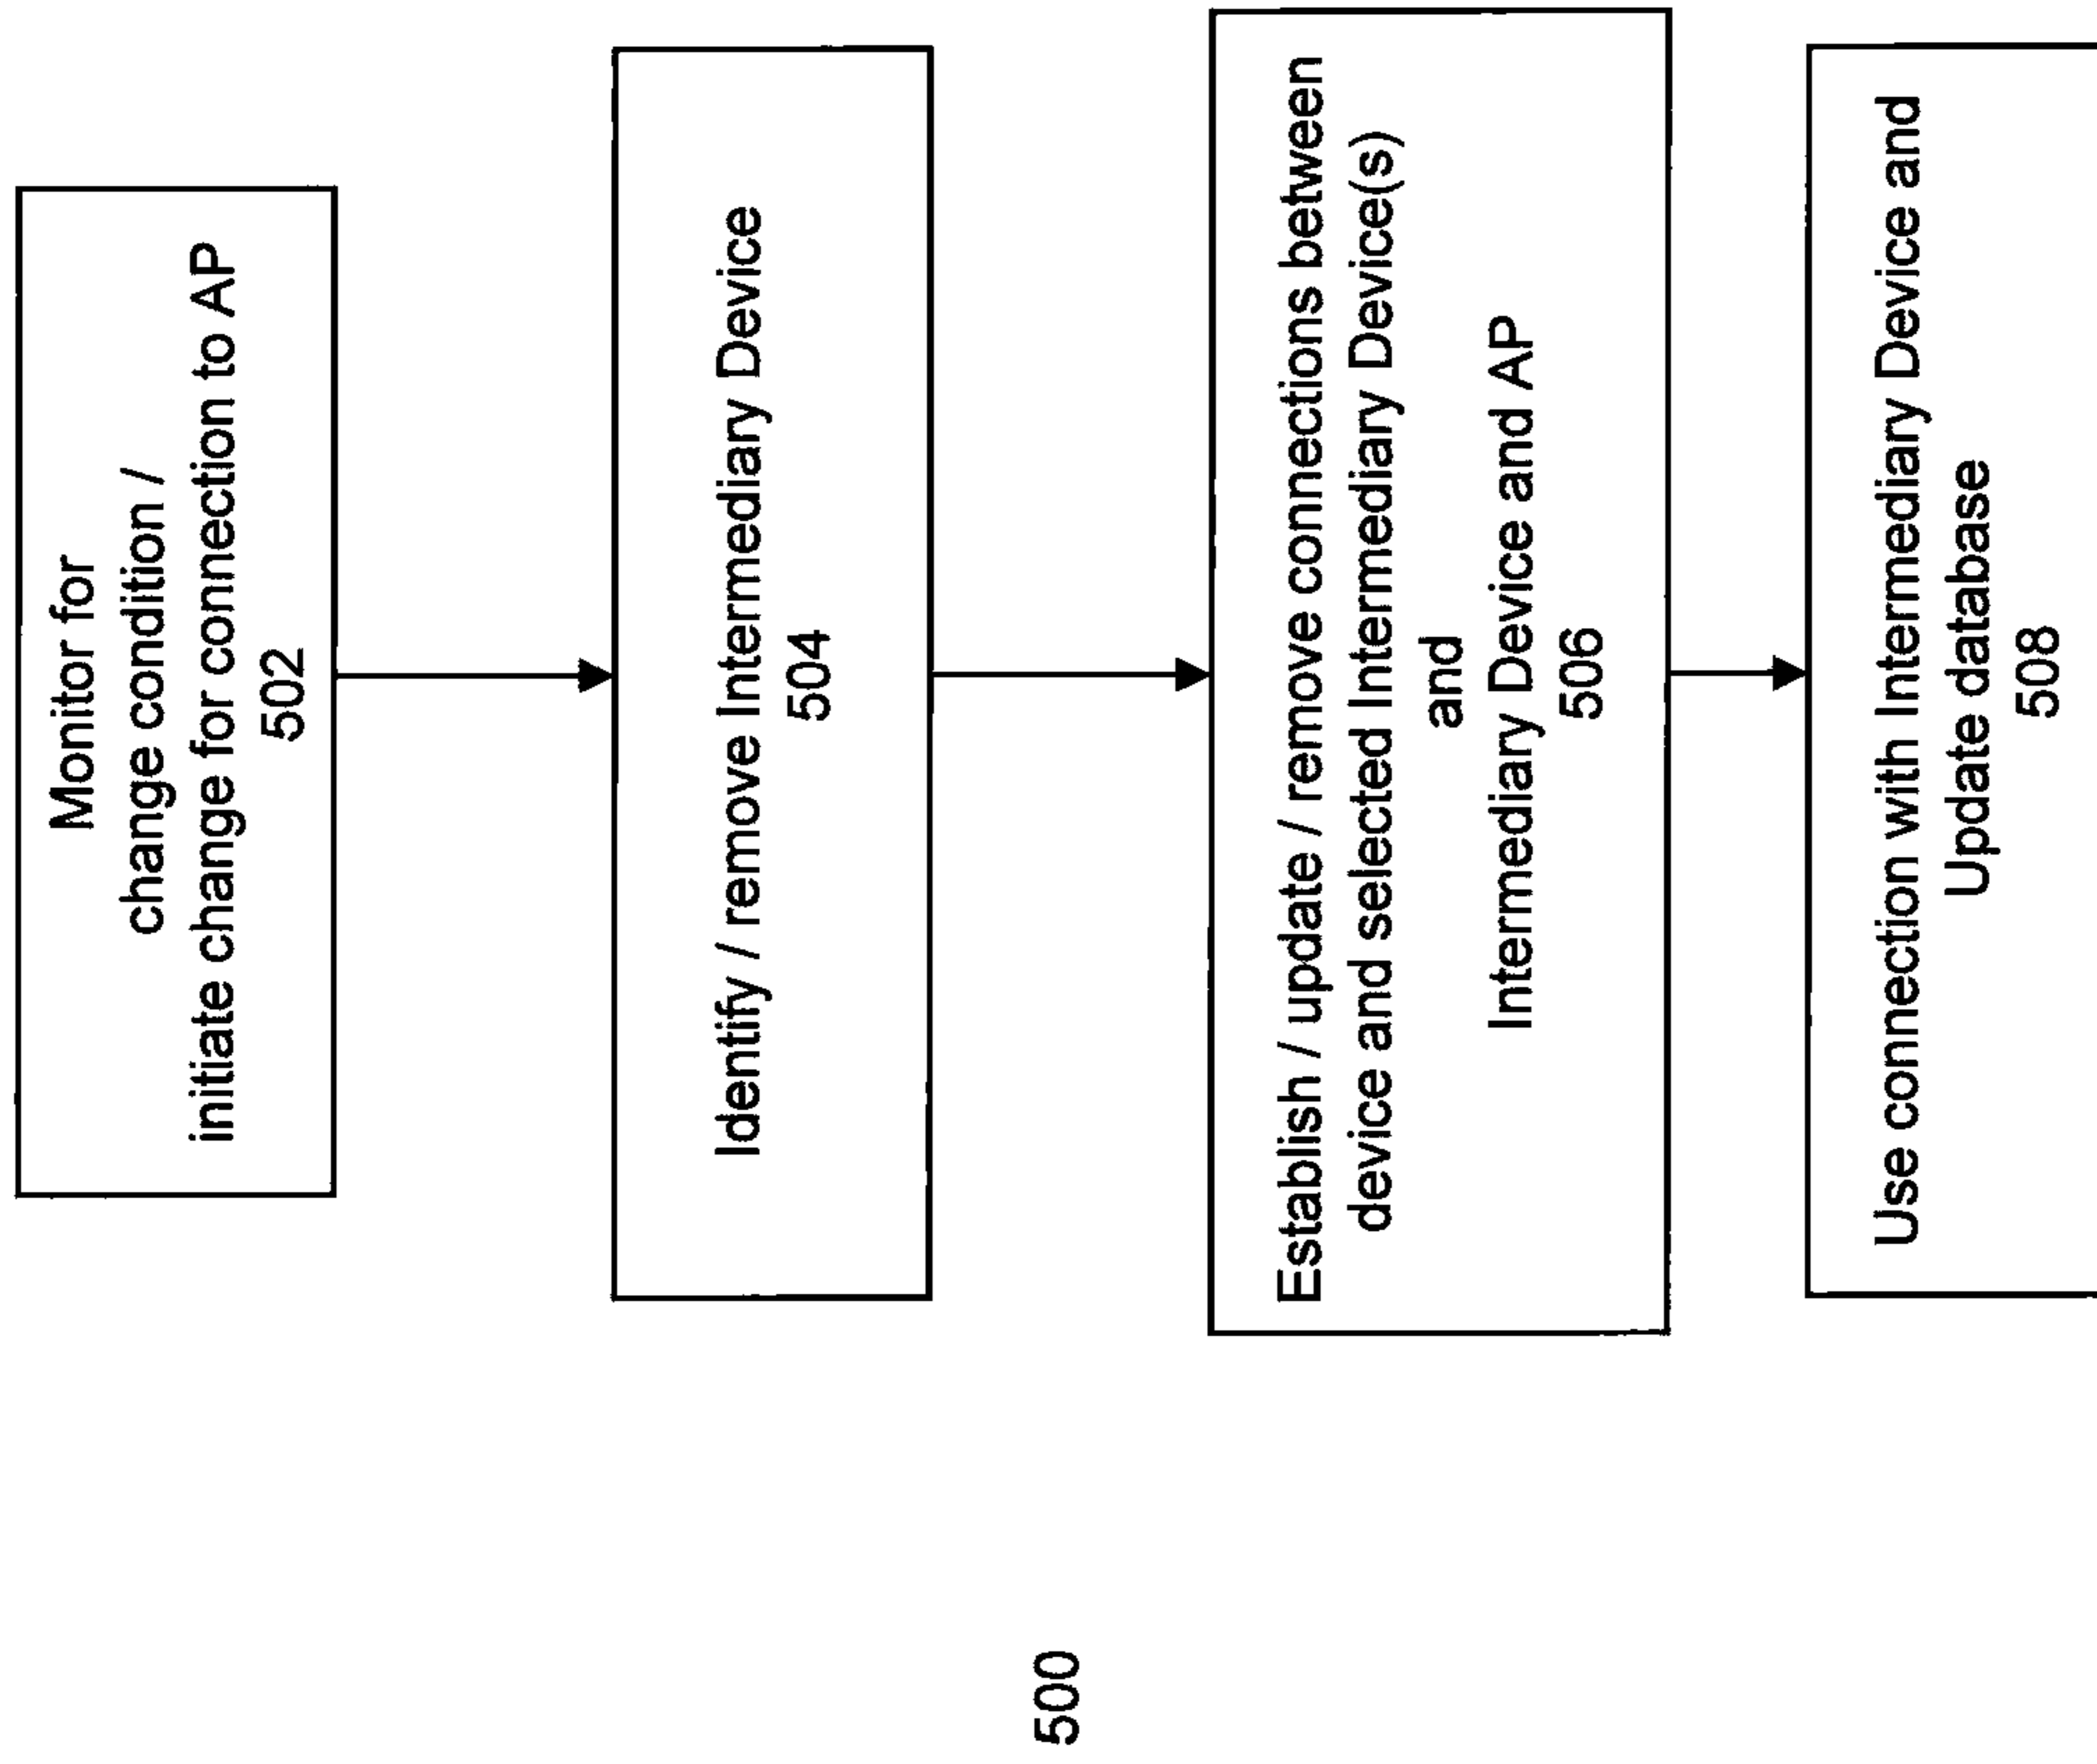 Monitor for
change condition /
initiate change for connection to AP
502
Identify / remove Intermediary Device
504
Establish / update / remove connections between
device and selected Intermediary Device(s)
and
Intermediary Device and AP
506
Use connection with Intermediary Device and
Update database
508
500